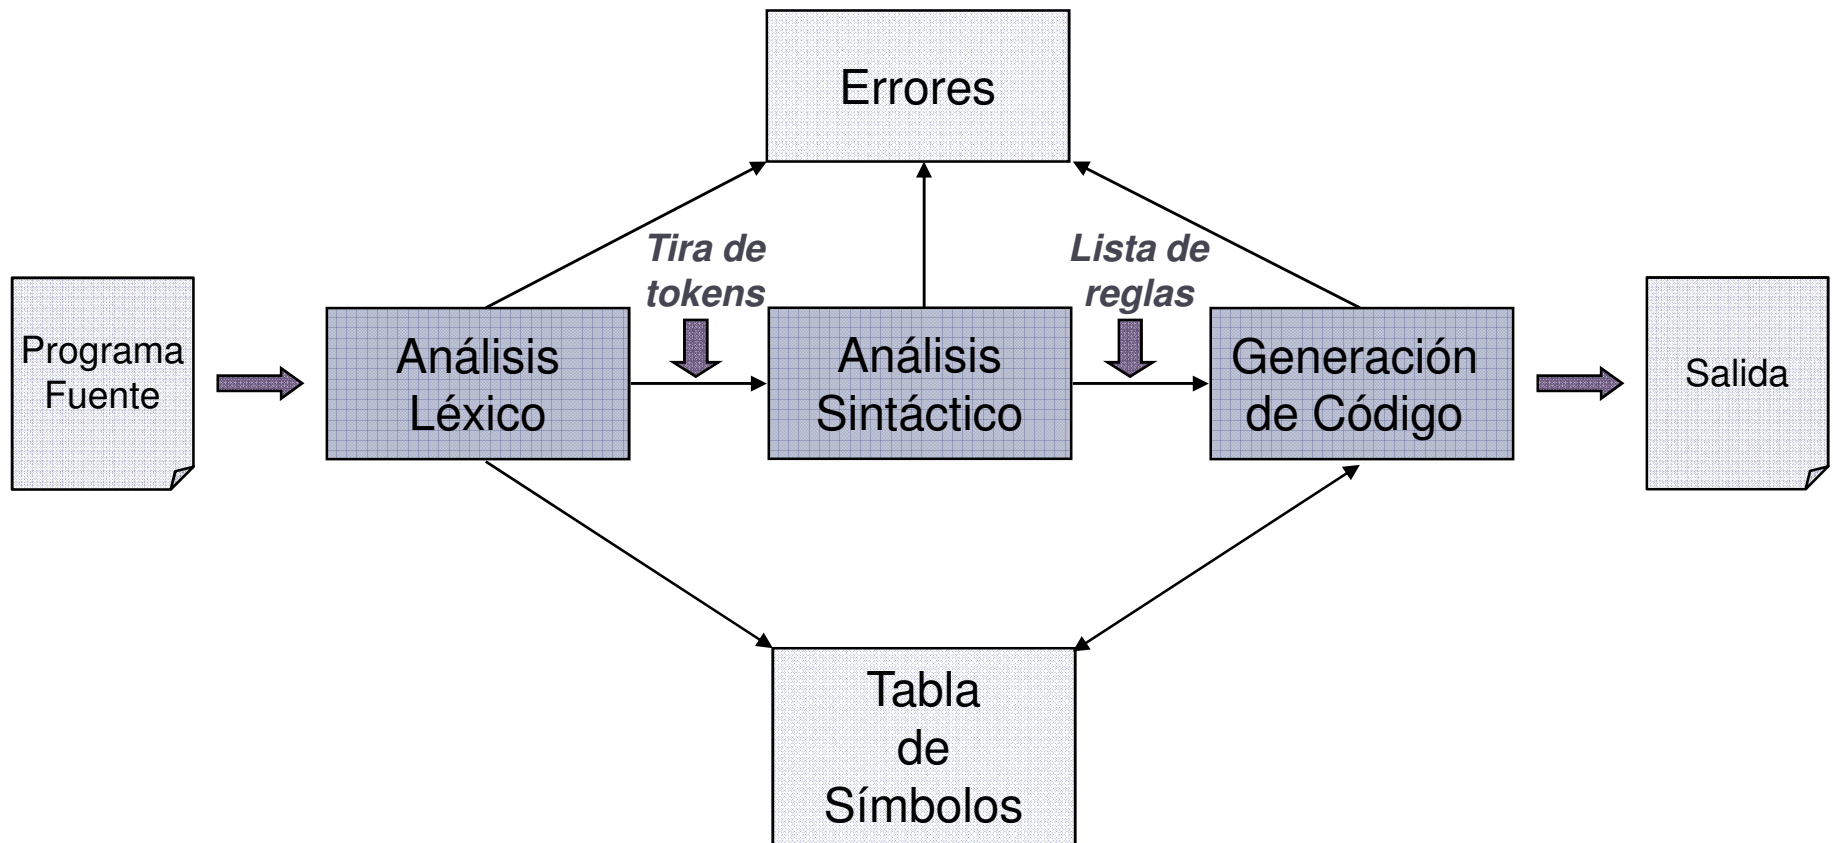 Errores
Tira de
tokens
Lista de
reglas
Programa
Fuente
Análisis
Léxico
Análisis
Sintáctico
Generación
de Código
Salida
Tabla
de
Símbolos